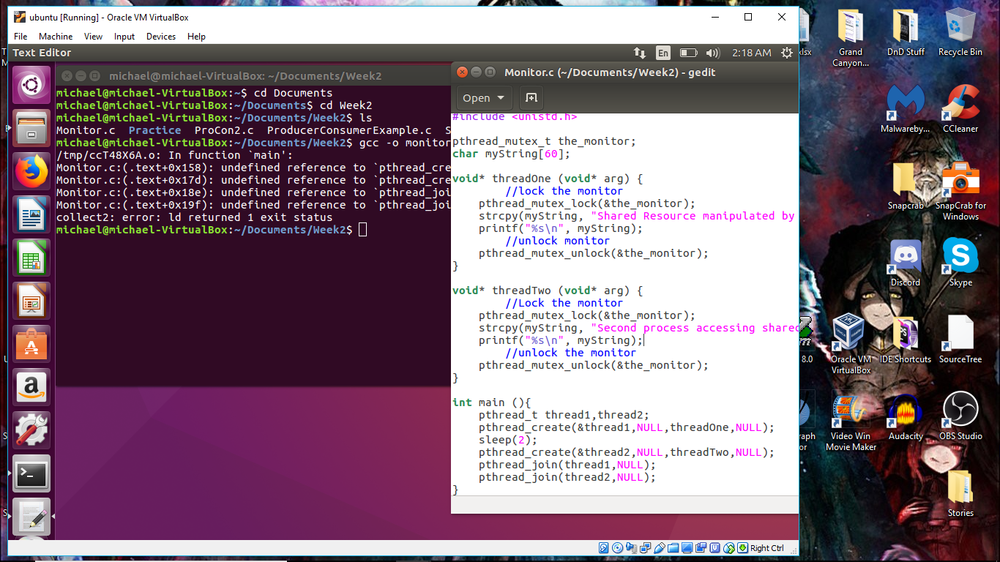 ubuntu [Running] - Oracle VM VirtualBox
File Machine View Input Devices Help
Text Editor
En
2:18 AM
michael@michael-VirtualBox: ~/Documents/Week2
michael@michael-VirtualBox:~$ cd Documents
michael@michael-VirtualBox:~/Documents$ cd Week2
michael@michael-VirtualBox:~/Documents/Week2$ ls
Monitor.c Practice ProCon2.c ProducerConsumerExample.c S
michael@michael-VirtualBox:~/Documents/Week2$ gcc -o monitor
/tmp/ccT48X6A.o: In function `main':
Monitor.c:(.text+0x158): undefined reference to `pthread_cre
Monitor.c:(.text+0x17d): undefined reference to `pthread_cre
Monitor.c:(.text+0x18e): undefined reference to `pthread_joi
Monitor.c:(.text+0x19f): undefined reference to `pthread_joi
collect2: error: ld returned 1 exit status
michael@michael-VirtualBox:~/Documents/Week2$
Monitor.c (~/Documents/Week2) - gedit
Open
#include <unistd.h>
pthread_mutex_t the_monitor;
char myString[60];
void* threadOne (void* arg) {
//lock the monitor
pthread_mutex_lock(&the_monitor);
strcpy(myString, "Shared Resource manipulated by
printf("%s\n", myString);
//unlock monitor
pthread_mutex_unlock(&the_monitor);
}
void* threadTwo (void* arg) {
//Lock the monitor
pthread_mutex_lock(&the_monitor);
strcpy(myString, "Second process accessing shared
printf("%s\n", myString);
//unlock the monitor
pthread_mutex_unlock(&the_monitor);
}
int main (){
pthread_t thread1,thread2;
pthread_create(&thread1,NULL,threadOne,NULL);
sleep(2);
pthread_create(&thread2,NULL,threadTwo,NULL);
pthread_join(thread1,NULL);
pthread_join(thread2,NULL);
}
Right Ctrl
xlsx
Grand
Canyon...
DnD Stuff
Recycle Bin
Malwareby...
CCleaner
Snapcrab
SnapCrab for
Windows
Discord
Skype
8.0
Oracle VM
VirtualBox
IDE Shortcuts
SourceTree
Video Win
Movie Maker
Audacity
OBS Studio
Stories